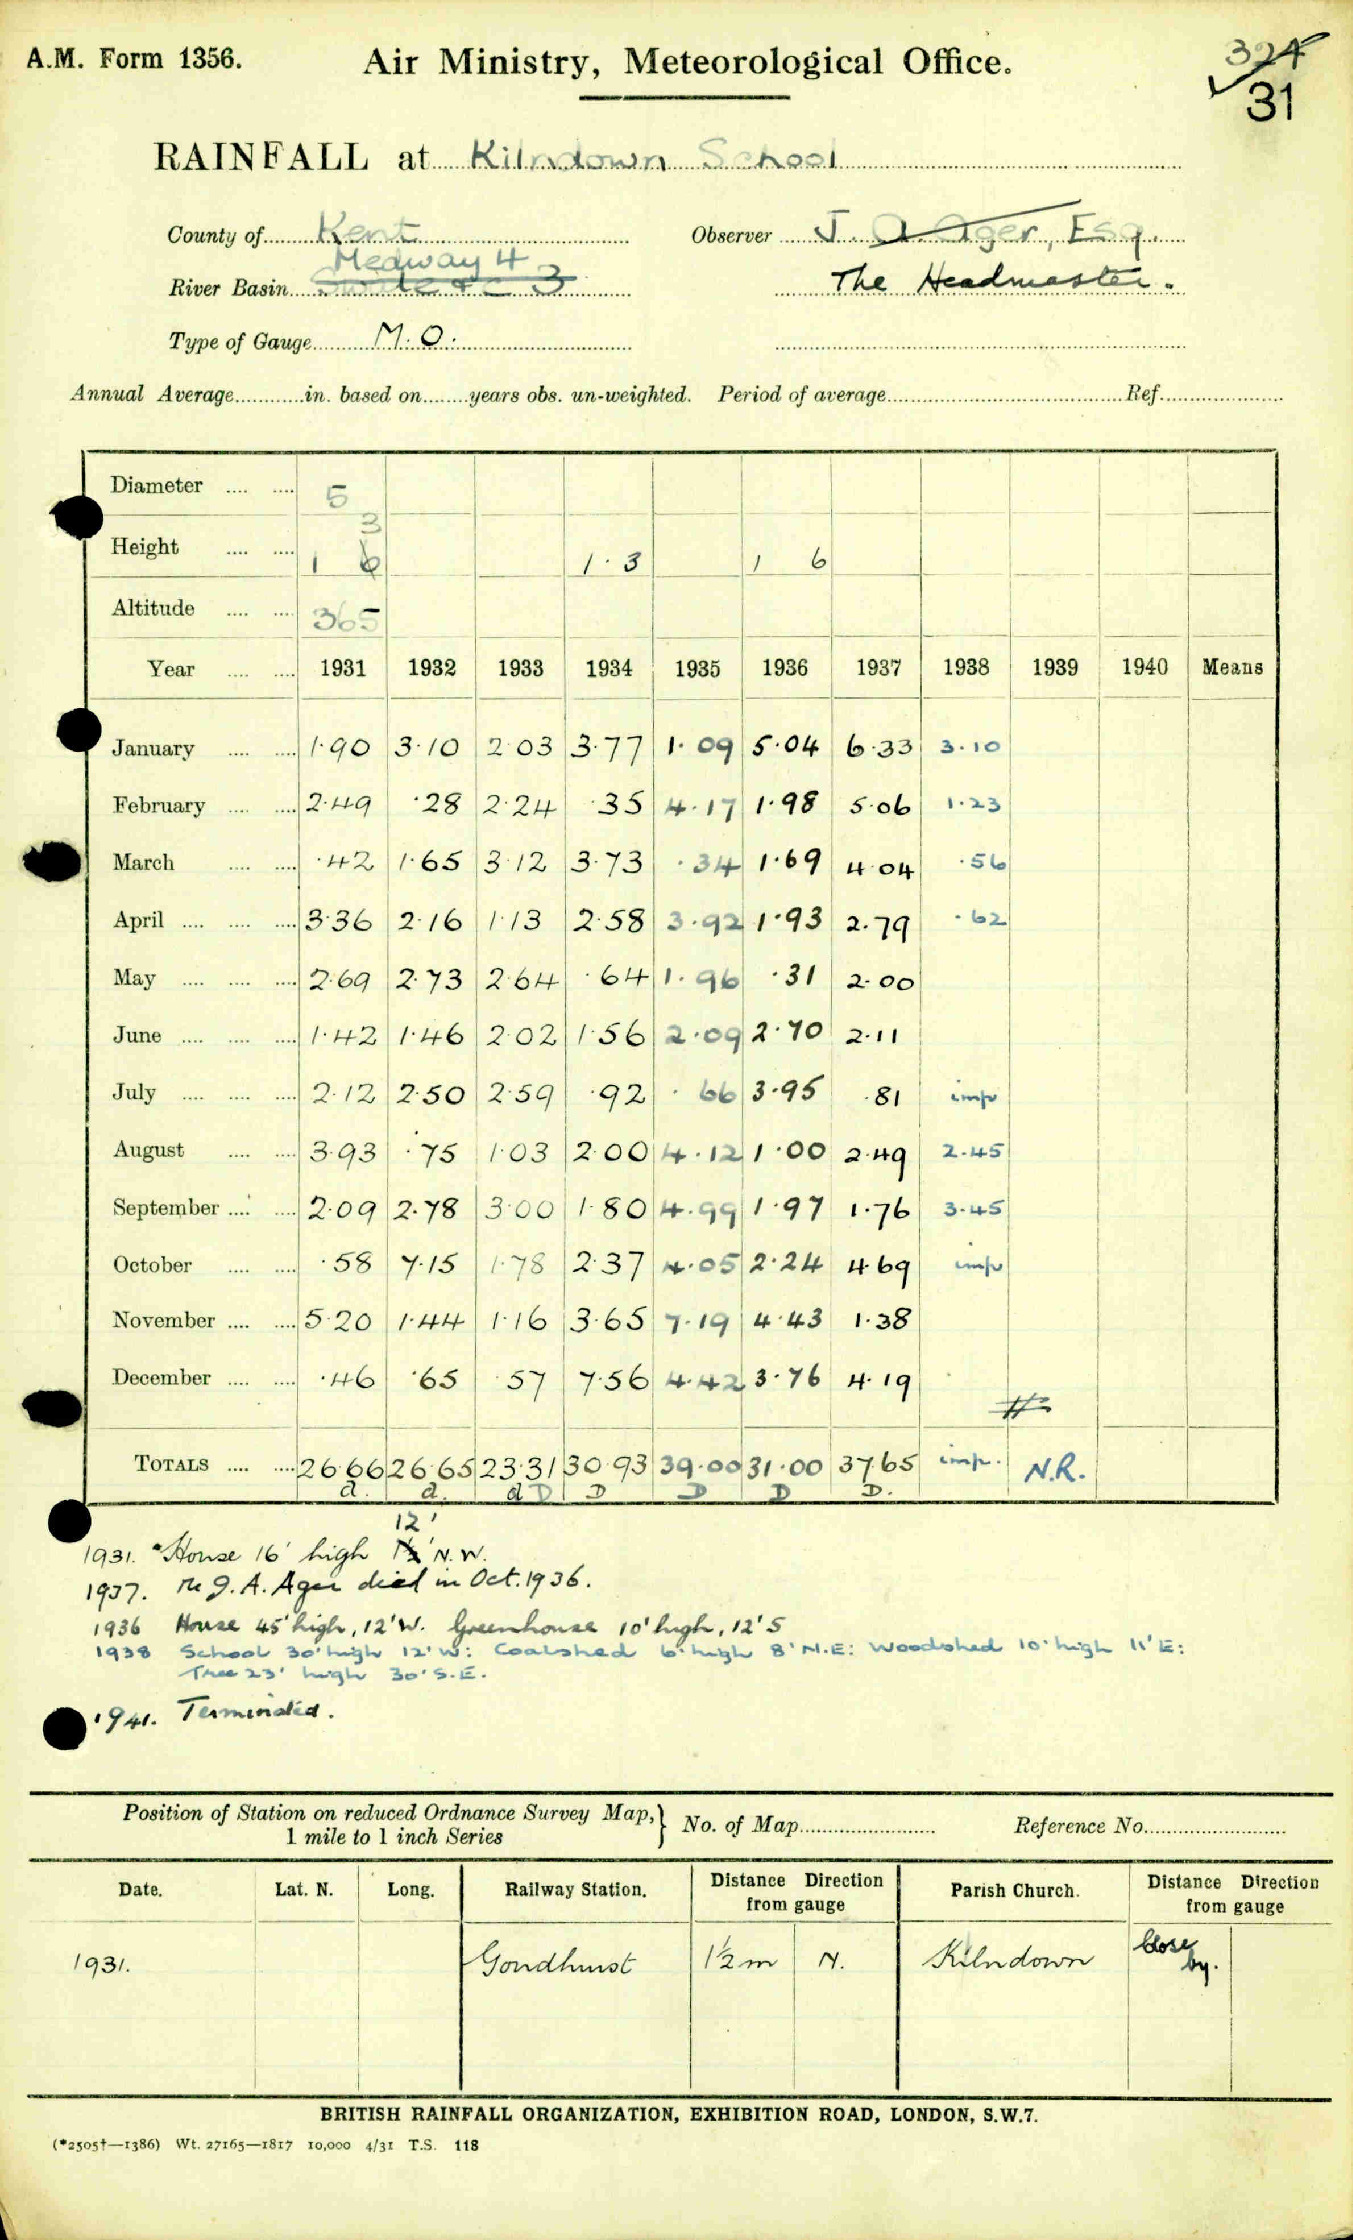 A.M. Form 1356. Air Ministry, Meteorological Office. 324
31
RAINFALL at Kilndown School
County of Kent Observer J. A. Ager, Esq.
Medway 4
River Basin 3 The Headmaster.
Type of Gauge M.O.
Annual Average in. based on years obs. un-weighted. Period of average Ref.
Diameter 5
3
Height 1 6 1·3 1 6
Altitude 365
Year 1931 1932 1933 1934 1935 1936 1937 1938 1939 1940 Means
January 1·90 3·10 2·03 3·77 1·09 5·04 6·33 3·10
February 2·49 ·28 2·24 ·35 4·17 1·98 5·06 1·23
March ·42 1·65 3·12 3·73 ·34 1·69 4·04 ·56
April 3·36 2·16 1·13 2·58 3·92 1·93 2·79 ·62
May 2·69 2·73 2·64 ·64 1·96 ·31 2·00
June 1·42 1·46 2·02 1·56 2·09 2·70 2·11
July 2·12 2·50 2·59 ·92 ·66 3·95 ·81 imp
August 3·93 ·75 1·03 2·00 4·12 1·00 2·49 2·45
September 2·09 2·78 3·00 1·80 4·99 1·97 1·76 3·45
October ·58 7·15 1·78 2·37 4·05 2·24 4·69 imp
November 5·20 1·44 1·16 3·65 7·19 4·43 1·38
December ·46 ·65 ·57 7·56 4·42 3·76 4·19
TOTALS 26·66 26·65 23·31 30·93 39·00 31·00 37·65 imp. N.R.
d. d. d D D D D D.
12'
1931. "House 16' high N.W.
1937. Mr J. A. Ager died in Oct. 1936.
1936 House 45' high, 12' W. Greenhouse 10' high, 12' S
1938 School 30' high 12' W: Coalshed 6' high 8' N.E: Woodshed 10' high 11' E:
Tree 23' high 30' S.E.
1941. Terminated.
Position of Station on reduced Ordnance Survey Map, } No. of Map Reference No.
1 mile to 1 inch Series
Date. Lat. N. Long. Railway Station. Distance Direction from gauge Parish Church. Distance Direction from gauge
1931. Goudhurst 1½ m N. Kilndown Close by.
BRITISH RAINFALL ORGANIZATION, EXHIBITION ROAD, LONDON, S.W.7.
(*2505†—1386) Wt. 27165—1817 10,000 4/31 T.S. 118